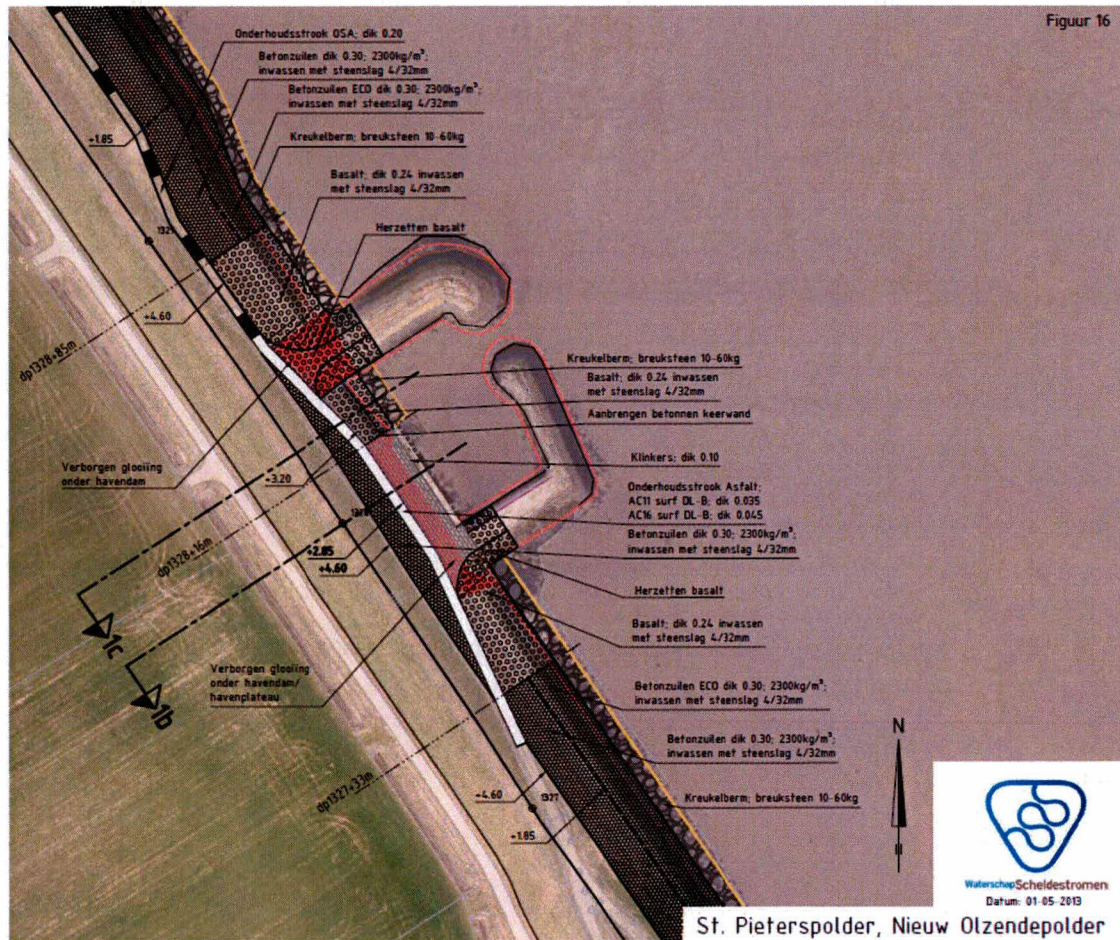 Figuur 16
Onderhoudsstrook OSA; dik 0.20
Betonzuilen dik 0.30; 2300kg/m³;
inwassen met steenslag 4/32mm
Betonzuilen ECO dik 0.30; 2300kg/m³;
inwassen met steenslag 4/32mm
Kreukelberm; breuksteen 10-60kg
+1.85
Basalt; dik 0.24 inwassen
met steenslag 4/32mm
Herzetten basalt
+4.60
dp1328+85m
Kreukelberm; breuksteen 10-60kg
Basalt; dik 0.24 inwassen
met steenslag 4/32mm
Aanbrengen betonnen keerwand
Klinkers; dik 0.10
Verborgen glooiing
onder havendam
+3.20
Onderhoudsstrook Asfalt;
AC11 surf DL-B; dik 0.035
AC16 surf DL-B; dik 0.045
Betonzuilen dik 0.30; 2300kg/m³;
inwassen met steenslag 4/32mm
dp1328+16m
+2.85
+4.60
Herzetten basalt
Basalt; dik 0.24 inwassen
met steenslag 4/32mm
1c
1b
Verborgen glooiing
onder havendam/
havenplateau
Betonzuilen ECO dik 0.30; 2300kg/m³;
inwassen met steenslag 4/32mm
Betonzuilen dik 0.30; 2300kg/m³;
inwassen met steenslag 4/32mm
dp1327+33m
+4.60
1327
+1.85
Kreukelberm; breuksteen 10-60kg
N
Waterschap Scheldestromen
Datum: 01-05-2013
St. Pieterspolder, Nieuw Olzendepolder